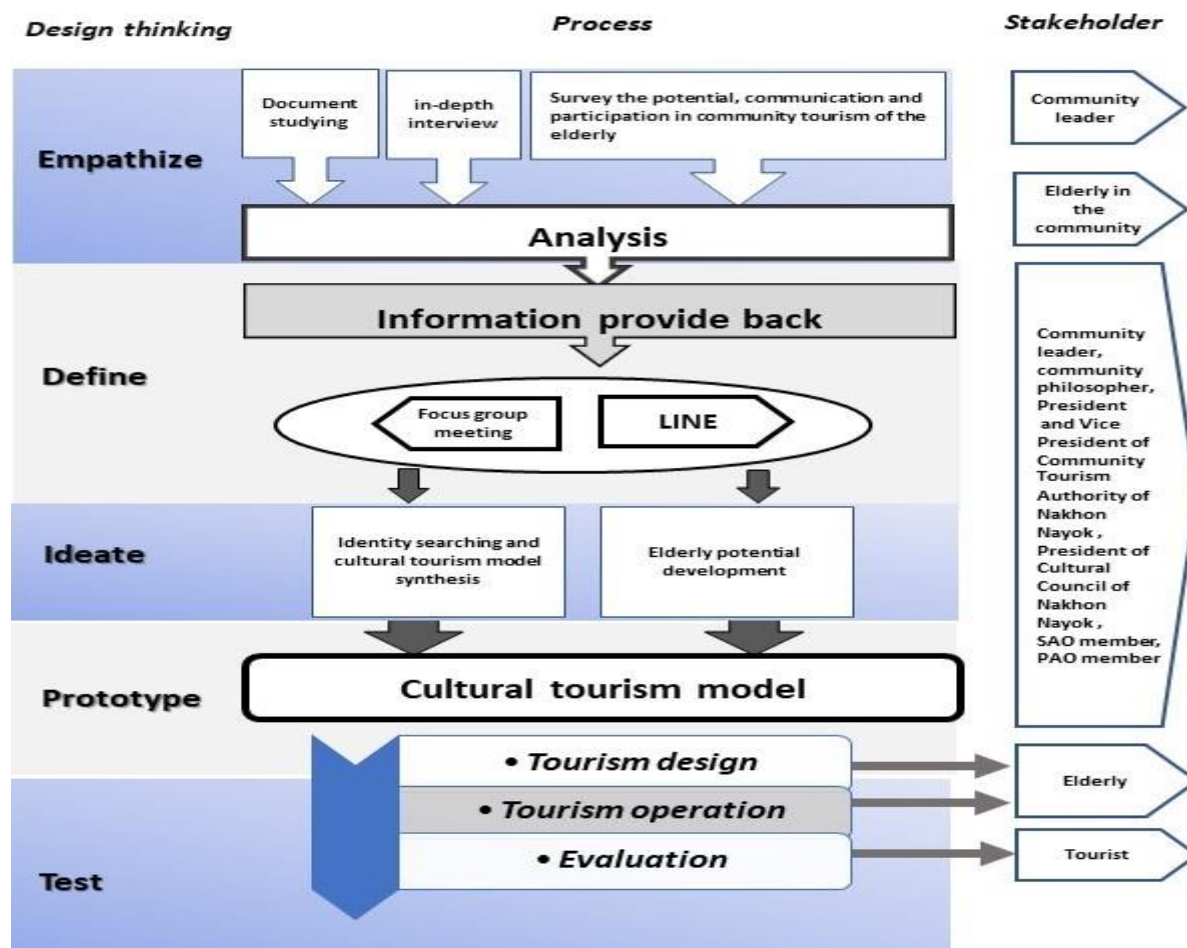 Design thinking
Process
Stakeholder
Empathize
Document
studying
in-depth
interview
Survey the potential, communication and
participation in community tourism of the
elderly
Community
leader
Elderly in
the
community
Analysis
Define
Information provide back
Focus group
meeting
LINE
Community
leader,
community
philosopher,
President
and Vice
President of
Community
Tourism
Authority of
Nakhon
Nayok ,
President of
Cultural
Council of
Nakhon
Nayok ,
SAO member,
PAO member
Ideate
Identity searching and
cultural tourism model
synthesis
Elderly potential
development
Prototype
Cultural tourism model
• Tourism design
Elderly
• Tourism operation
Test
• Evaluation
Tourist